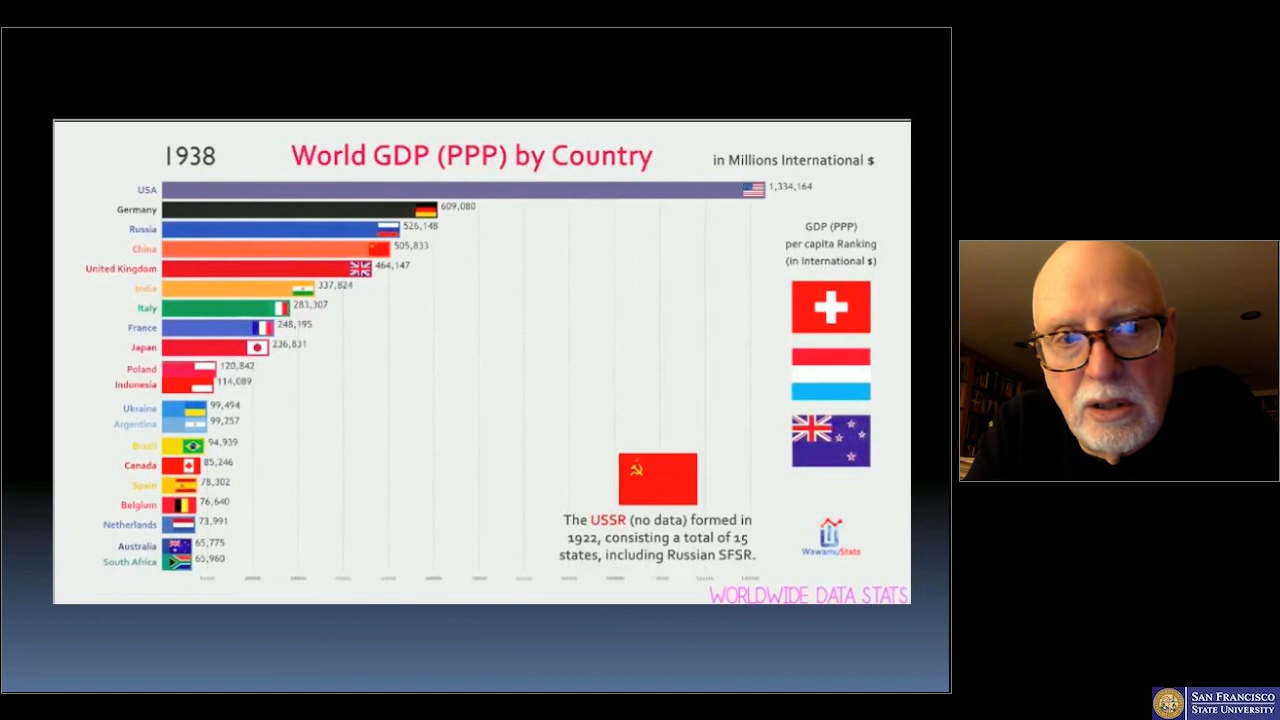 1938
World GDP (PPP) by Country
in Millions International $
USA
1,334,164
Germany
609,080
Russia
526,148
China
505,833
United Kingdom
464,147
India
337,824
Italy
283,307
France
248,195
Japan
236,831
Poland
120,842
Indonesia
114,089
Ukraine
99,494
Argentina
99,257
Brazil
94,939
Canada
85,246
Spain
78,302
Belgium
76,640
Netherlands
73,991
Australia
65,775
South Africa
65,960
GDP (PPP)
per capita Ranking
(in International $)
The USSR (no data) formed in
1922, consisting a total of 15
states, including Russian SFSR.
WawamuStats
WORLDWIDE DATA STATS
SAN FRANCISCO
STATE UNIVERSITY